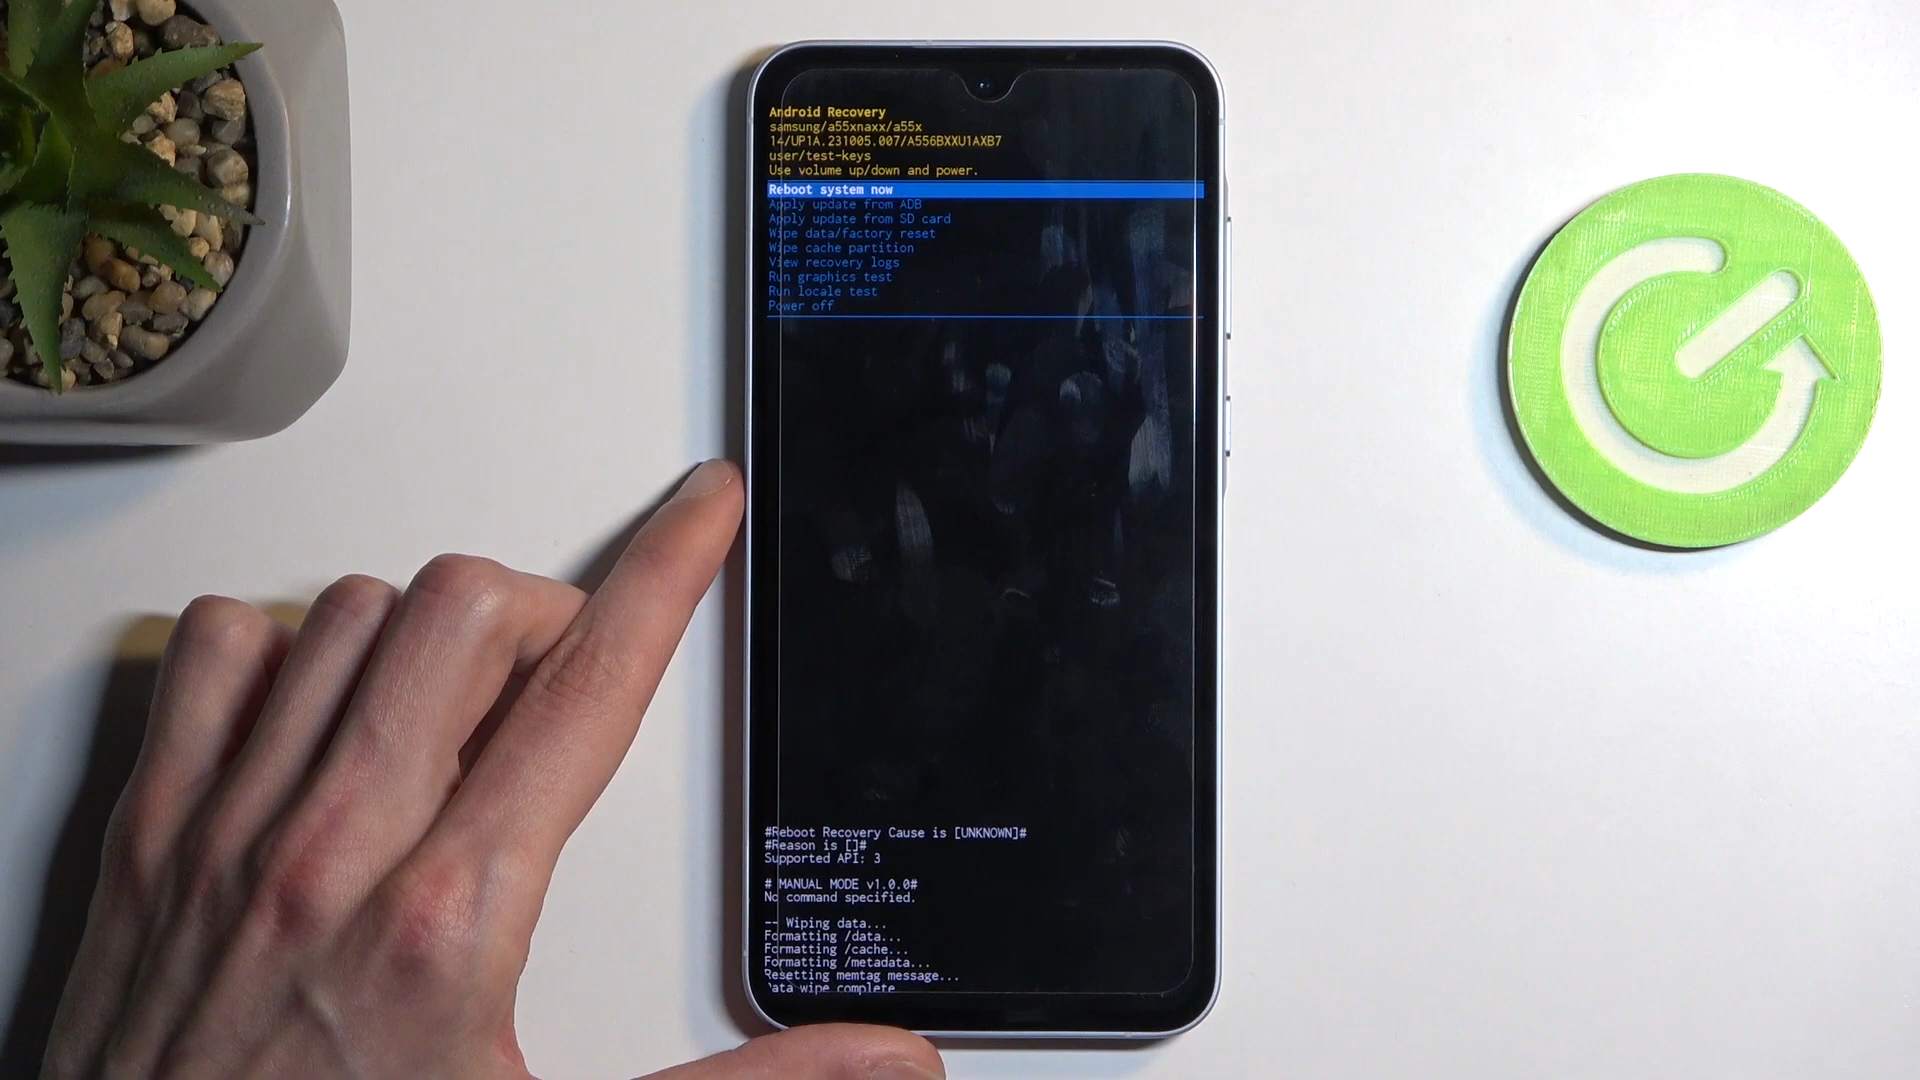 Android Recovery
samsung/a55xnaxx/a55x
14/UP1A.231005.007/A556BXXU1AXB7
user/test-keys
Use volume up/down and power.
Reboot system now
Apply update from ADB
Apply update from SD card
Wipe data/factory reset
Wipe cache partition
View recovery logs
Run graphics test
Run locale test
Power off
#Reboot Recovery Cause is [UNKNOWN]#
#Reason is []#
Supported API: 3
# MANUAL MODE v1.0.0#
No command specified.
-- Wiping data...
Formatting /data...
Formatting /cache...
Formatting /metadata...
Resetting memtag message...
Data wipe complete